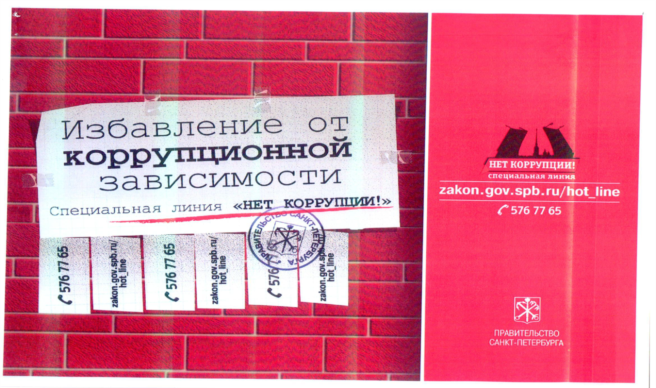 Избавление от
коррупционной
зависимости
Специальная линия «НЕТ КОРРУПЦИИ!»
ПРАВИТЕЛЬСТВО САНКТ-ПЕТЕРБУРГА
576 77 65
zakon.gov.spb.ru/
hot_line
576 77 65
zakon.gov.spb.ru/
hot_line
576
zakon.gov.spb.ru/
hot_line
НЕТ КОРРУПЦИИ!
специальная линия
zakon.gov.spb.ru/hot_line
576 77 65
ПРАВИТЕЛЬСТВО
САНКТ-ПЕТЕРБУРГА